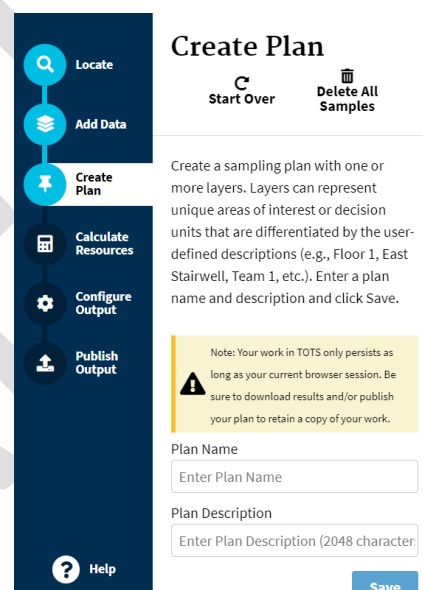 Locate
Add Data
Create
Plan
Calculate
Resources
Configure
Output
Publish
Output
Help
Create Plan
Start Over
Delete All
Samples
Create a sampling plan with one or
more layers. Layers can represent
unique areas of interest or decision
units that are differentiated by the user-
defined descriptions (e.g., Floor 1, East
Stairwell, Team 1, etc.). Enter a plan
name and description and click Save.
Note: Your work in TOTS only persists as
long as your current browser session. Be
sure to download results and/or publish
your plan to retain a copy of your work.
Plan Name
Enter Plan Name
Plan Description
Enter Plan Description (2048 character
Save